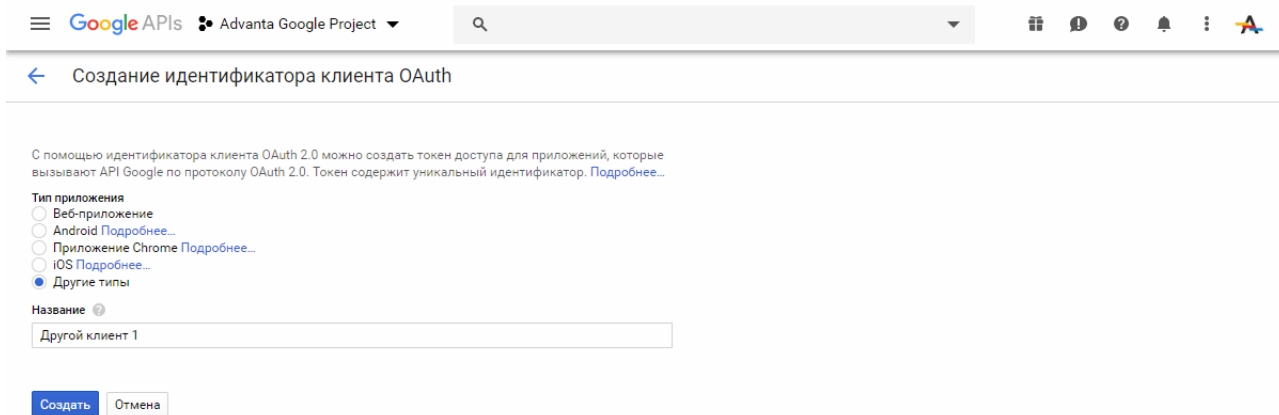 Google APIs Advanta Google Project
Создание идентификатора клиента OAuth
С помощью идентификатора клиента OAuth 2.0 можно создать токен доступа для приложений, которые
вызывают API Google по протоколу OAuth 2.0. Токен содержит уникальный идентификатор. Подробнее...
Тип приложения
Веб-приложение
Android Подробнее...
Приложение Chrome Подробнее...
iOS Подробнее...
Другие типы
Название
Другой клиент 1
Создать Отмена